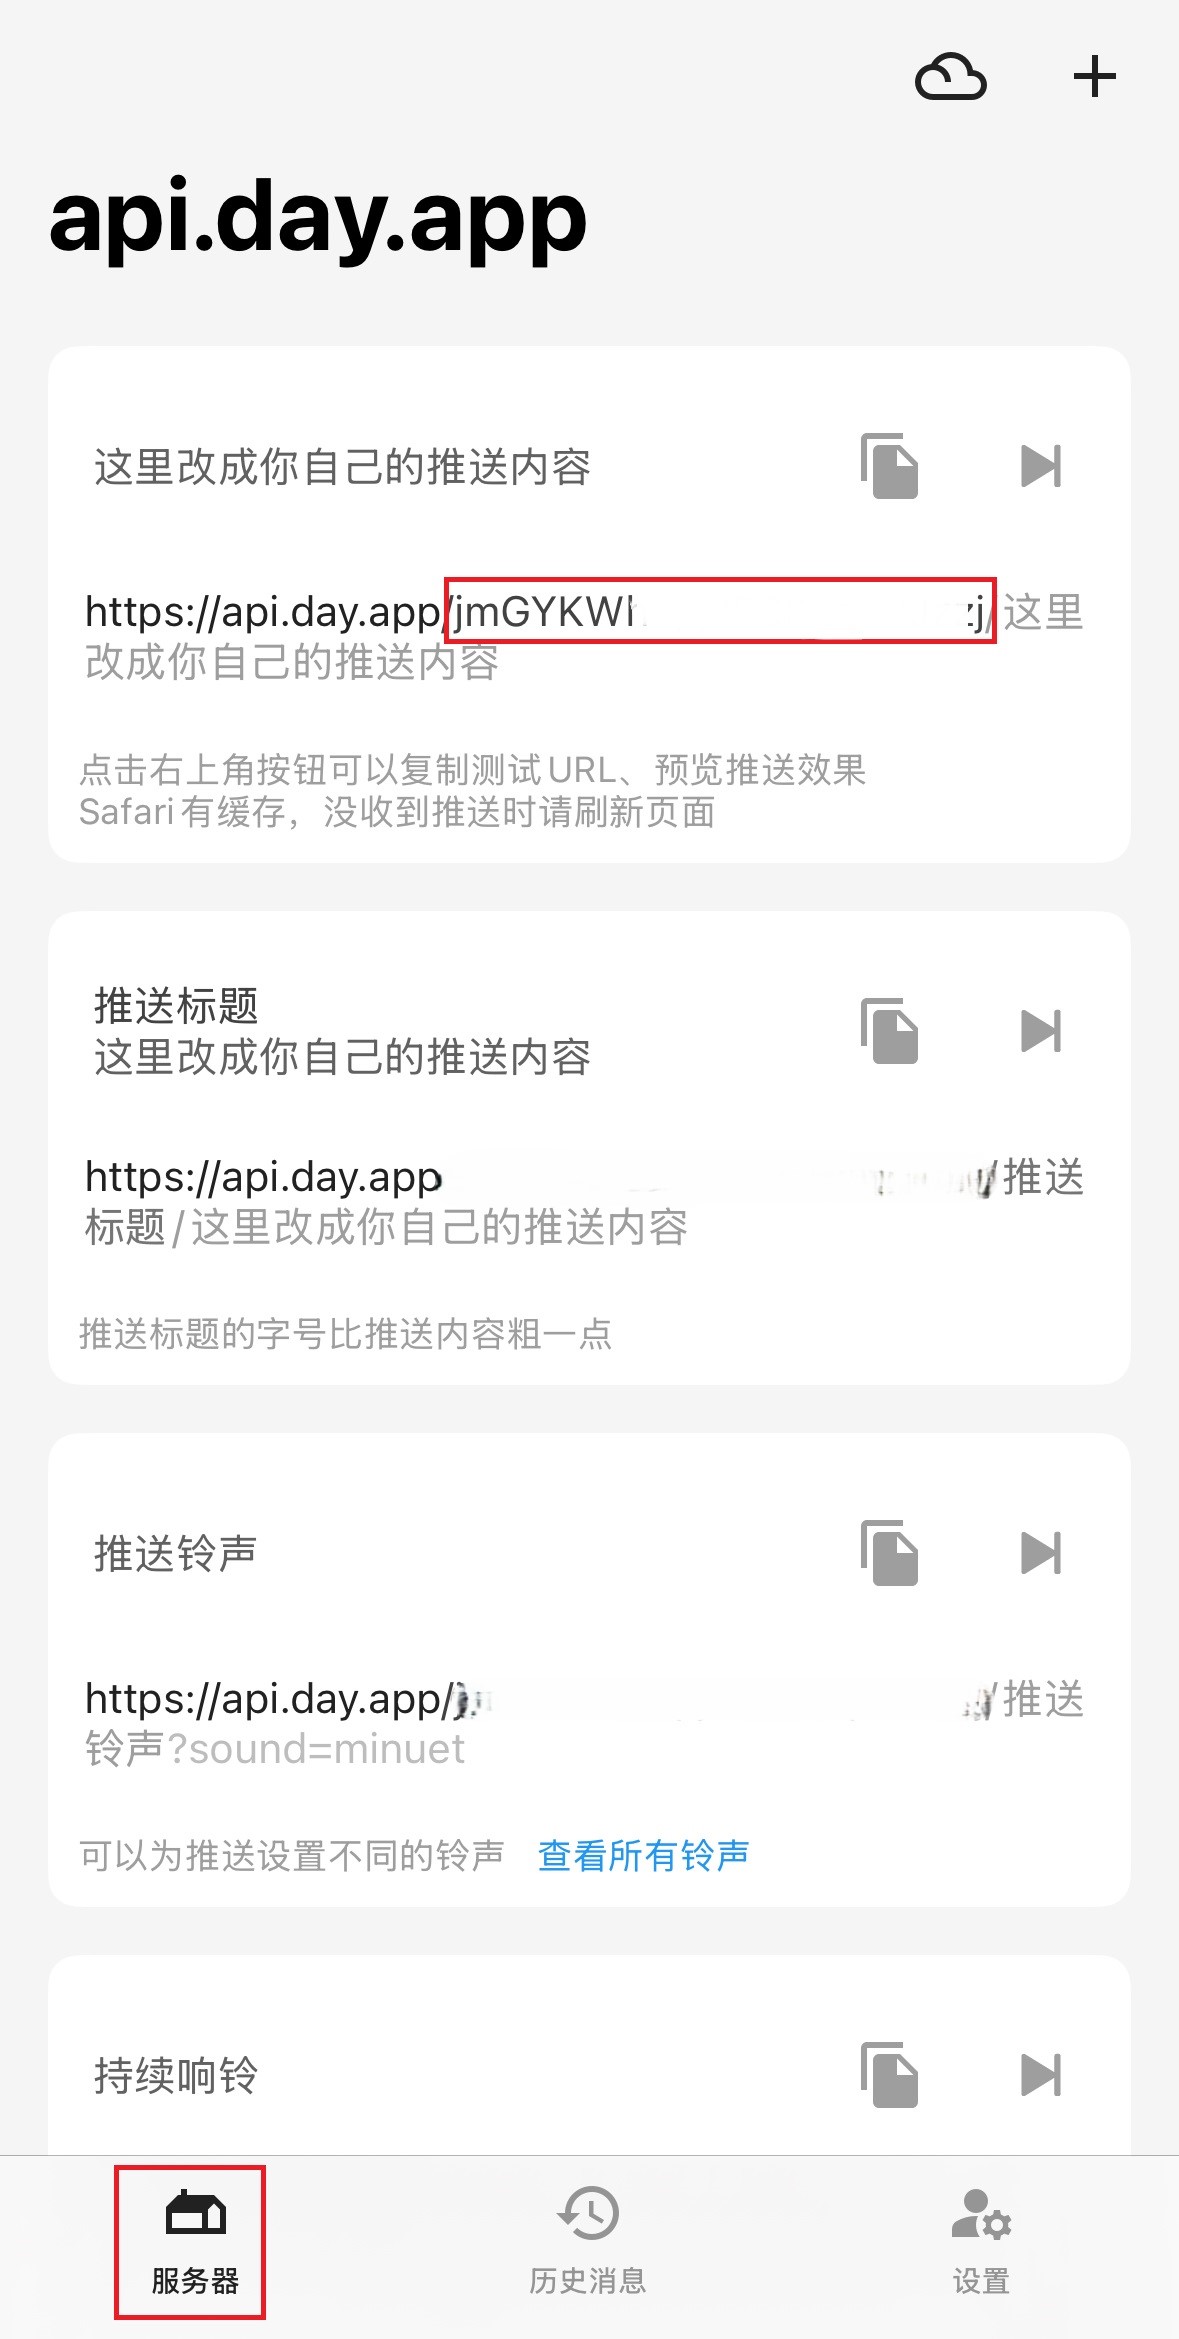 api.day.app
这里改成你自己的推送内容
https://api.day.app/jmGYKW zj/这里
改成你自己的推送内容
点击右上角按钮可以复制测试URL、预览推送效果
Safari有缓存，没收到推送时请刷新页面
推送标题
这里改成你自己的推送内容
https://api.day.app /推送
标题/这里改成你自己的推送内容
推送标题的字号比推送内容粗一点
推送铃声
https://api.day.app/ /推送
铃声?sound=minuet
可以为推送设置不同的铃声 查看所有铃声
持续响铃
服务器 历史消息 设置